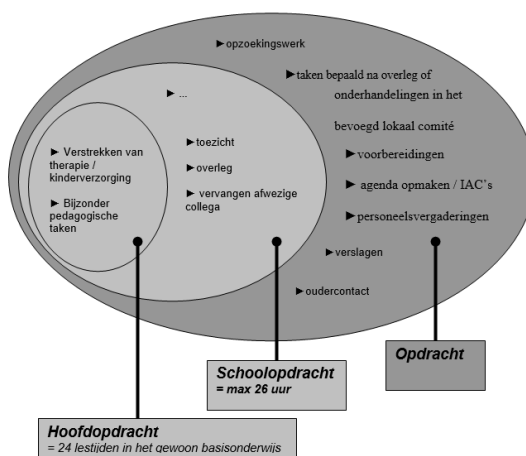 ► opzoekingswerk
► taken bepaald na overleg of
onderhandelingen in het
bevoegd lokaal comité
► voorbereidingen
► agenda opmaken / IAC's
► personeelsvergaderingen
► verslagen
► oudercontact
► ...
► toezicht
► overleg
► vervangen afwezige
collega
► Verstrekken van
therapie /
kinderverzorging
► Bijzonder
pedagogische
taken
Opdracht
Schoolopdracht
= max 26 uur
Hoofdopdracht
= 24 lestijden in het gewoon basisonderwijs